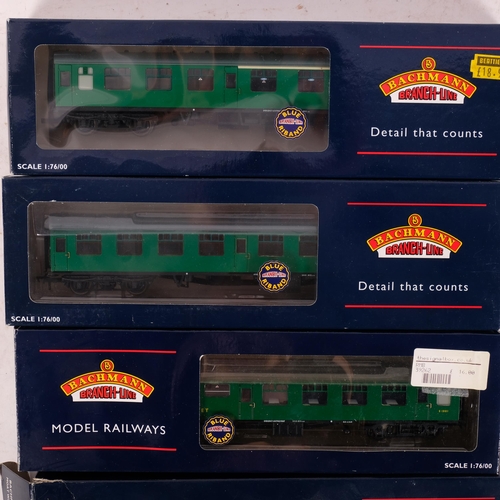 BACHMANN
BRANCH-LINE
Detail that counts
BLUE
RIBAND
SCALE 1:76/00
£18.
BACHMANN
BRANCH-LINE
Detail that counts
BLUE
RIBAND
SCALE 1:76/00
BACHMANN
BRANCH-LINE
MODEL RAILWAYS
BLUE
RIBAND
SCALE 1:76/00